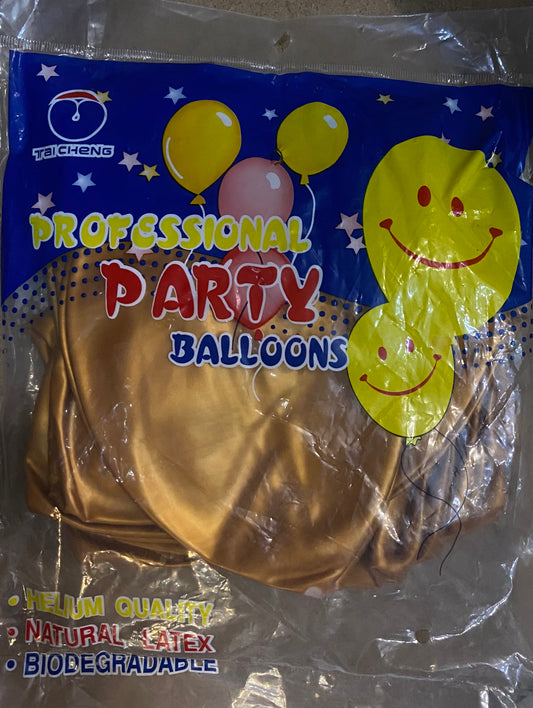 Tai CHENG
PROFESSIONAL
PARTY
BALLOONS
• HELIUM QUALITY
• NATURAL LATEX
• BIODEGRADABLE